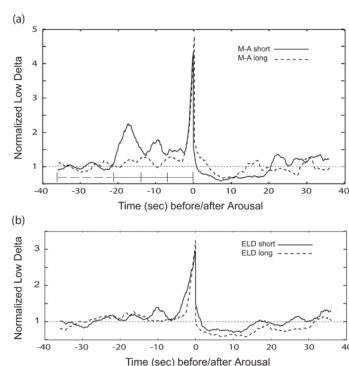 (a)
5
4
3
2
1
Normalized Low Delta
M-A short
M-A long
-40 -30 -20 -10 0 10 20 30 40
Time (sec) before/after Arousal
(b)
3
2
1
Normalized Low Delta
ELD short
ELD long
-40 -30 -20 -10 0 10 20 30 40
Time (sec) before/after Arousal